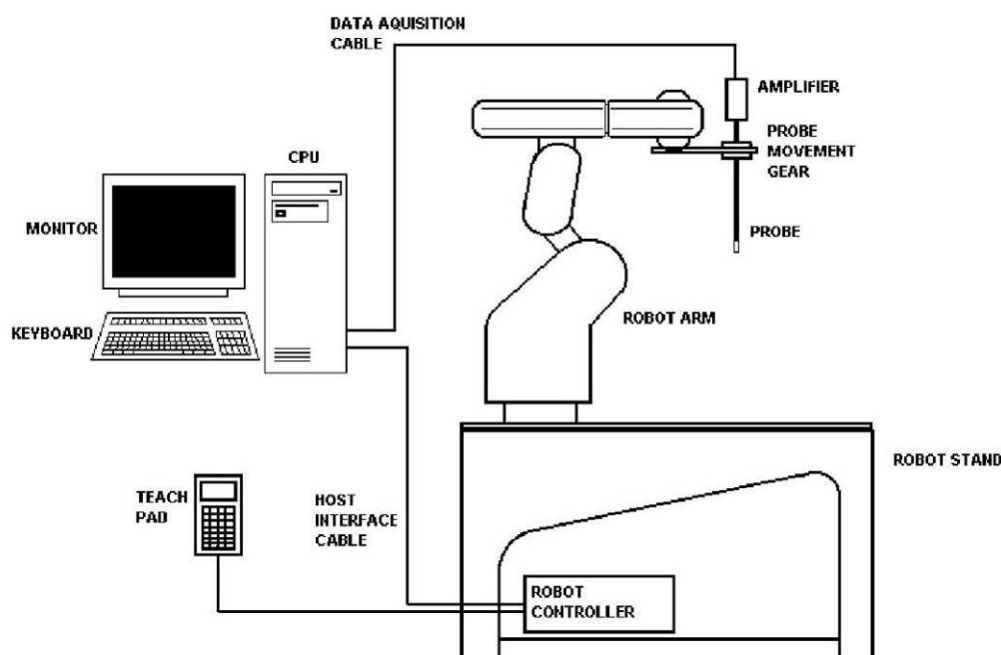 DATA AQUISITION
CABLE
AMPLIFIER
PROBE
MOVEMENT
GEAR
CPU
MONITOR
PROBE
KEYBOARD
ROBOT ARM
ROBOT STAND
TEACH
PAD
HOST
INTERFACE
CABLE
ROBOT
CONTROLLER